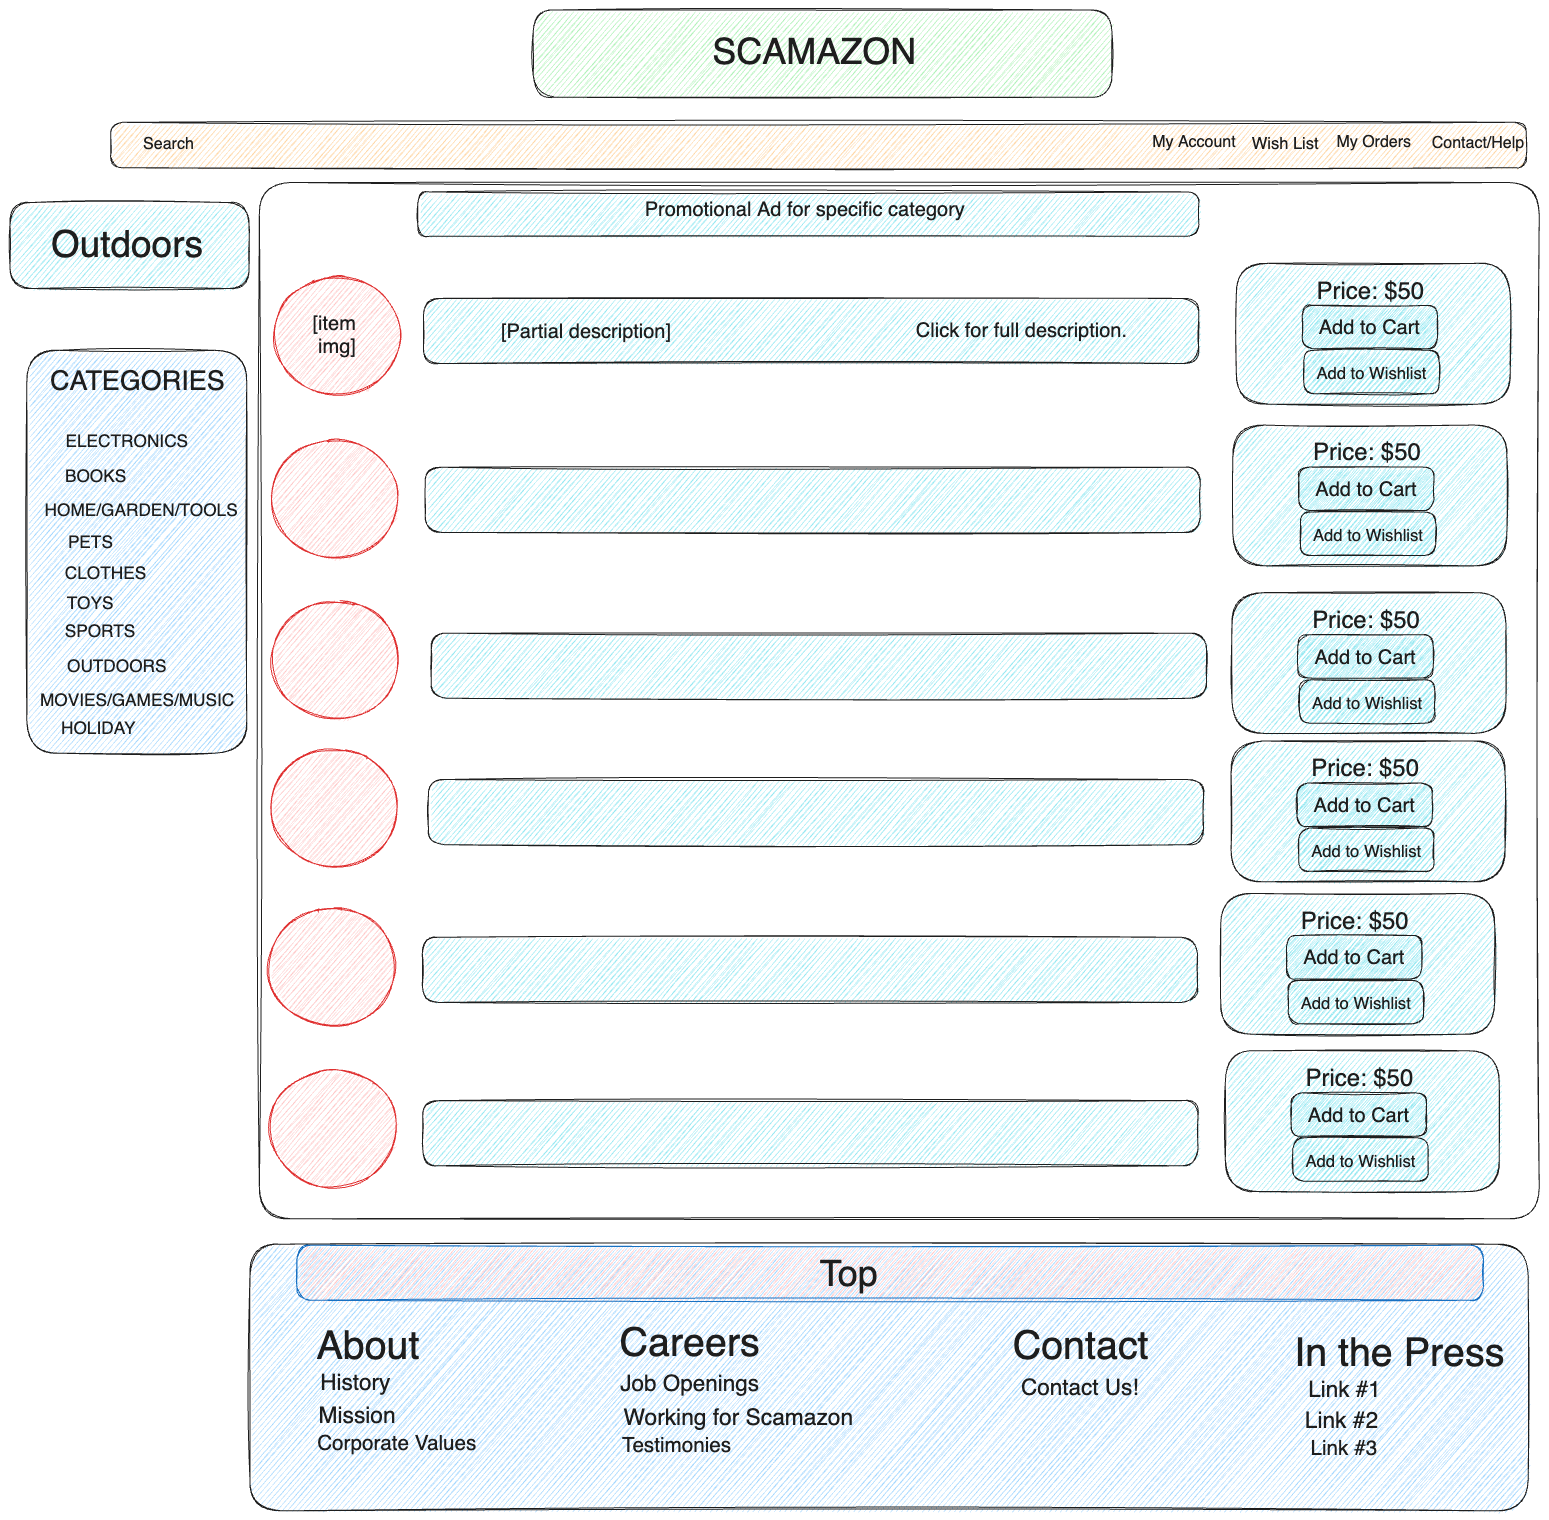 SCAMAZON
Search
My Account
Wish List
My Orders
Contact/Help
Outdoors
CATEGORIES
ELECTRONICS
BOOKS
HOME/GARDEN/TOOLS
PETS
CLOTHES
TOYS
SPORTS
OUTDOORS
MOVIES/GAMES/MUSIC
HOLIDAY
Promotional Ad for specific category
[item
img]
[Partial description]
Click for full description.
Price: $50
Add to Cart
Add to Wishlist
Price: $50
Add to Cart
Add to Wishlist
Price: $50
Add to Cart
Add to Wishlist
Price: $50
Add to Cart
Add to Wishlist
Price: $50
Add to Cart
Add to Wishlist
Price: $50
Add to Cart
Add to Wishlist
Top
About
History
Mission
Corporate Values
Careers
Job Openings
Working for Scamazon
Testimonies
Contact
Contact Us!
In the Press
Link #1
Link #2
Link #3